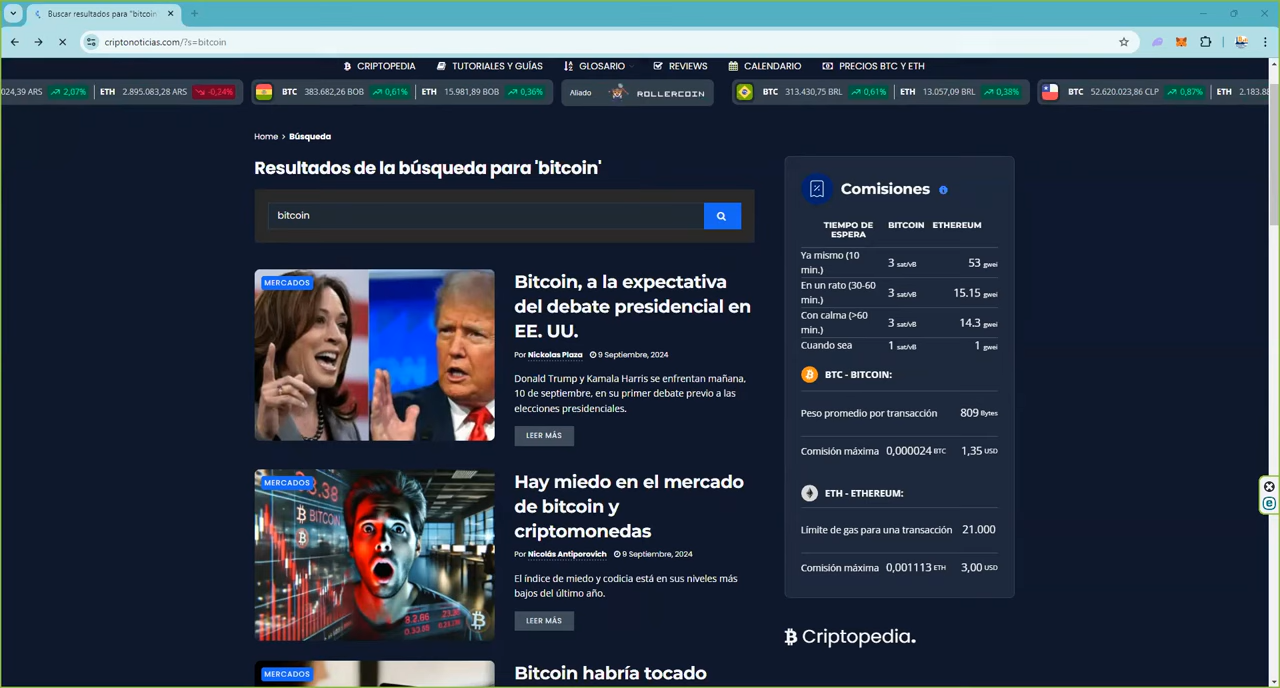 Buscar resultados para "bitcoin
criptonoticias.com/?s=bitcoin
CRIPTOPEDIA TUTORIALES Y GUÍAS GLOSARIO REVIEWS CALENDARIO PRECIOS BTC Y ETH
024,39 ARS 2,07% ETH 2.895.083,28 ARS -0,24% BTC 383.682,26 BOB 0,61% ETH 15.981,89 BOB 0,36% Aliado ROLLERCOIN BTC 313.430,75 BRL 0,61% ETH 13.057,09 BRL 0,38% BTC 52.620.023,86 CLP 0,87% ETH 2.183.88
Home > Búsqueda
Resultados de la búsqueda para 'bitcoin'
bitcoin
MERCADOS
Bitcoin, a la expectativa
del debate presidencial en
EE. UU.
Por Nickolas Plaza 9 Septiembre, 2024
Donald Trump y Kamala Harris se enfrentan mañana,
10 de septiembre, en su primer debate previo a las
elecciones presidenciales.
LEER MÁS
MERCADOS
3.38
BITCOIN
8.2.66
Hay miedo en el mercado
de bitcoin y
criptomonedas
Por Nicolás Antiporovich 9 Septiembre, 2024
El índice de miedo y codicia está en sus niveles más
bajos del último año.
LEER MÁS
MERCADOS
Bitcoin habría tocado
Comisiones
TIEMPO DE
ESPERA
BITCOIN ETHEREUM
Ya mismo (10
min.) 3 sat/vB 53 gwei
En un rato (30-60
min.) 3 sat/vB 15.15 gwei
Con calma (>60
min.) 3 sat/vB 14.3 gwei
Cuando sea 1 sat/vB 1 gwei
BTC - BITCOIN:
Peso promedio por transacción 809 Bytes
Comisión máxima 0,000024 BTC 1,35 USD
ETH - ETHEREUM:
Límite de gas para una transacción 21.000
Comisión máxima 0,001113 ETH 3,00 USD
Criptopedia.